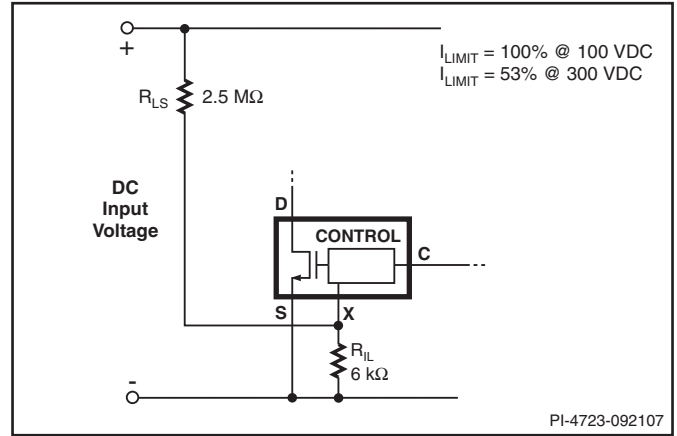 +
I_LIMIT = 100% @ 100 VDC
I_LIMIT = 53% @ 300 VDC
R_LS 2.5 MΩ
DC
Input
Voltage
D
CONTROL
C
S X
R_IL
6 kΩ
-
PI-4723-092107